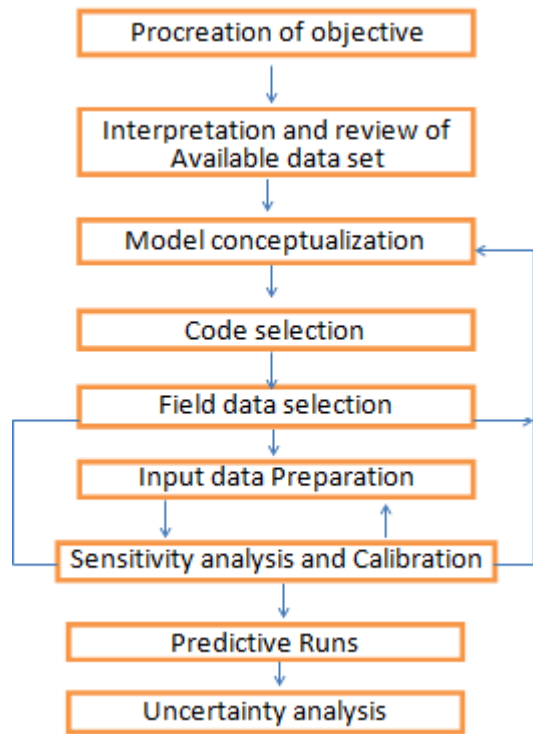 Procreation of objective
Interpretation and review of
Available data set
Model conceptualization
Code selection
Field data selection
Input data Preparation
Sensitivity analysis and Calibration
Predictive Runs
Uncertainty analysis